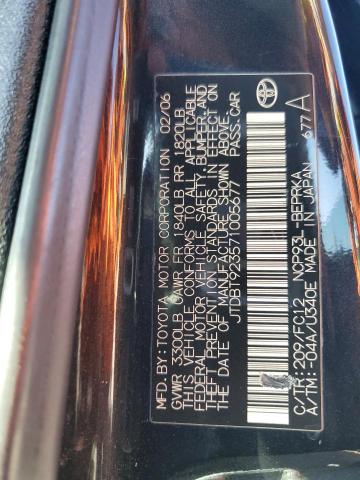 MFD.BY: TOYOTA MOTOR CORPORATION 02/06
GVWR 3300LB GAWR FR 1840LB RR 1820LB
THIS VEHICLE CONFORMS TO ALL APPLICABLE
FEDERAL MOTOR VEHICLE SAFETY, BUMPER, AND
THEFT PREVENTION STANDARDS IN EFFECT ON
THE DATE OF MANUFACTURE SHOWN ABOVE.
JTDBT923571005677 PASS.CAR
C/TR: 209/FC12 NCP93L -BEPRKA
A/TM: -04A/U340E MADE IN JAPAN 677 A